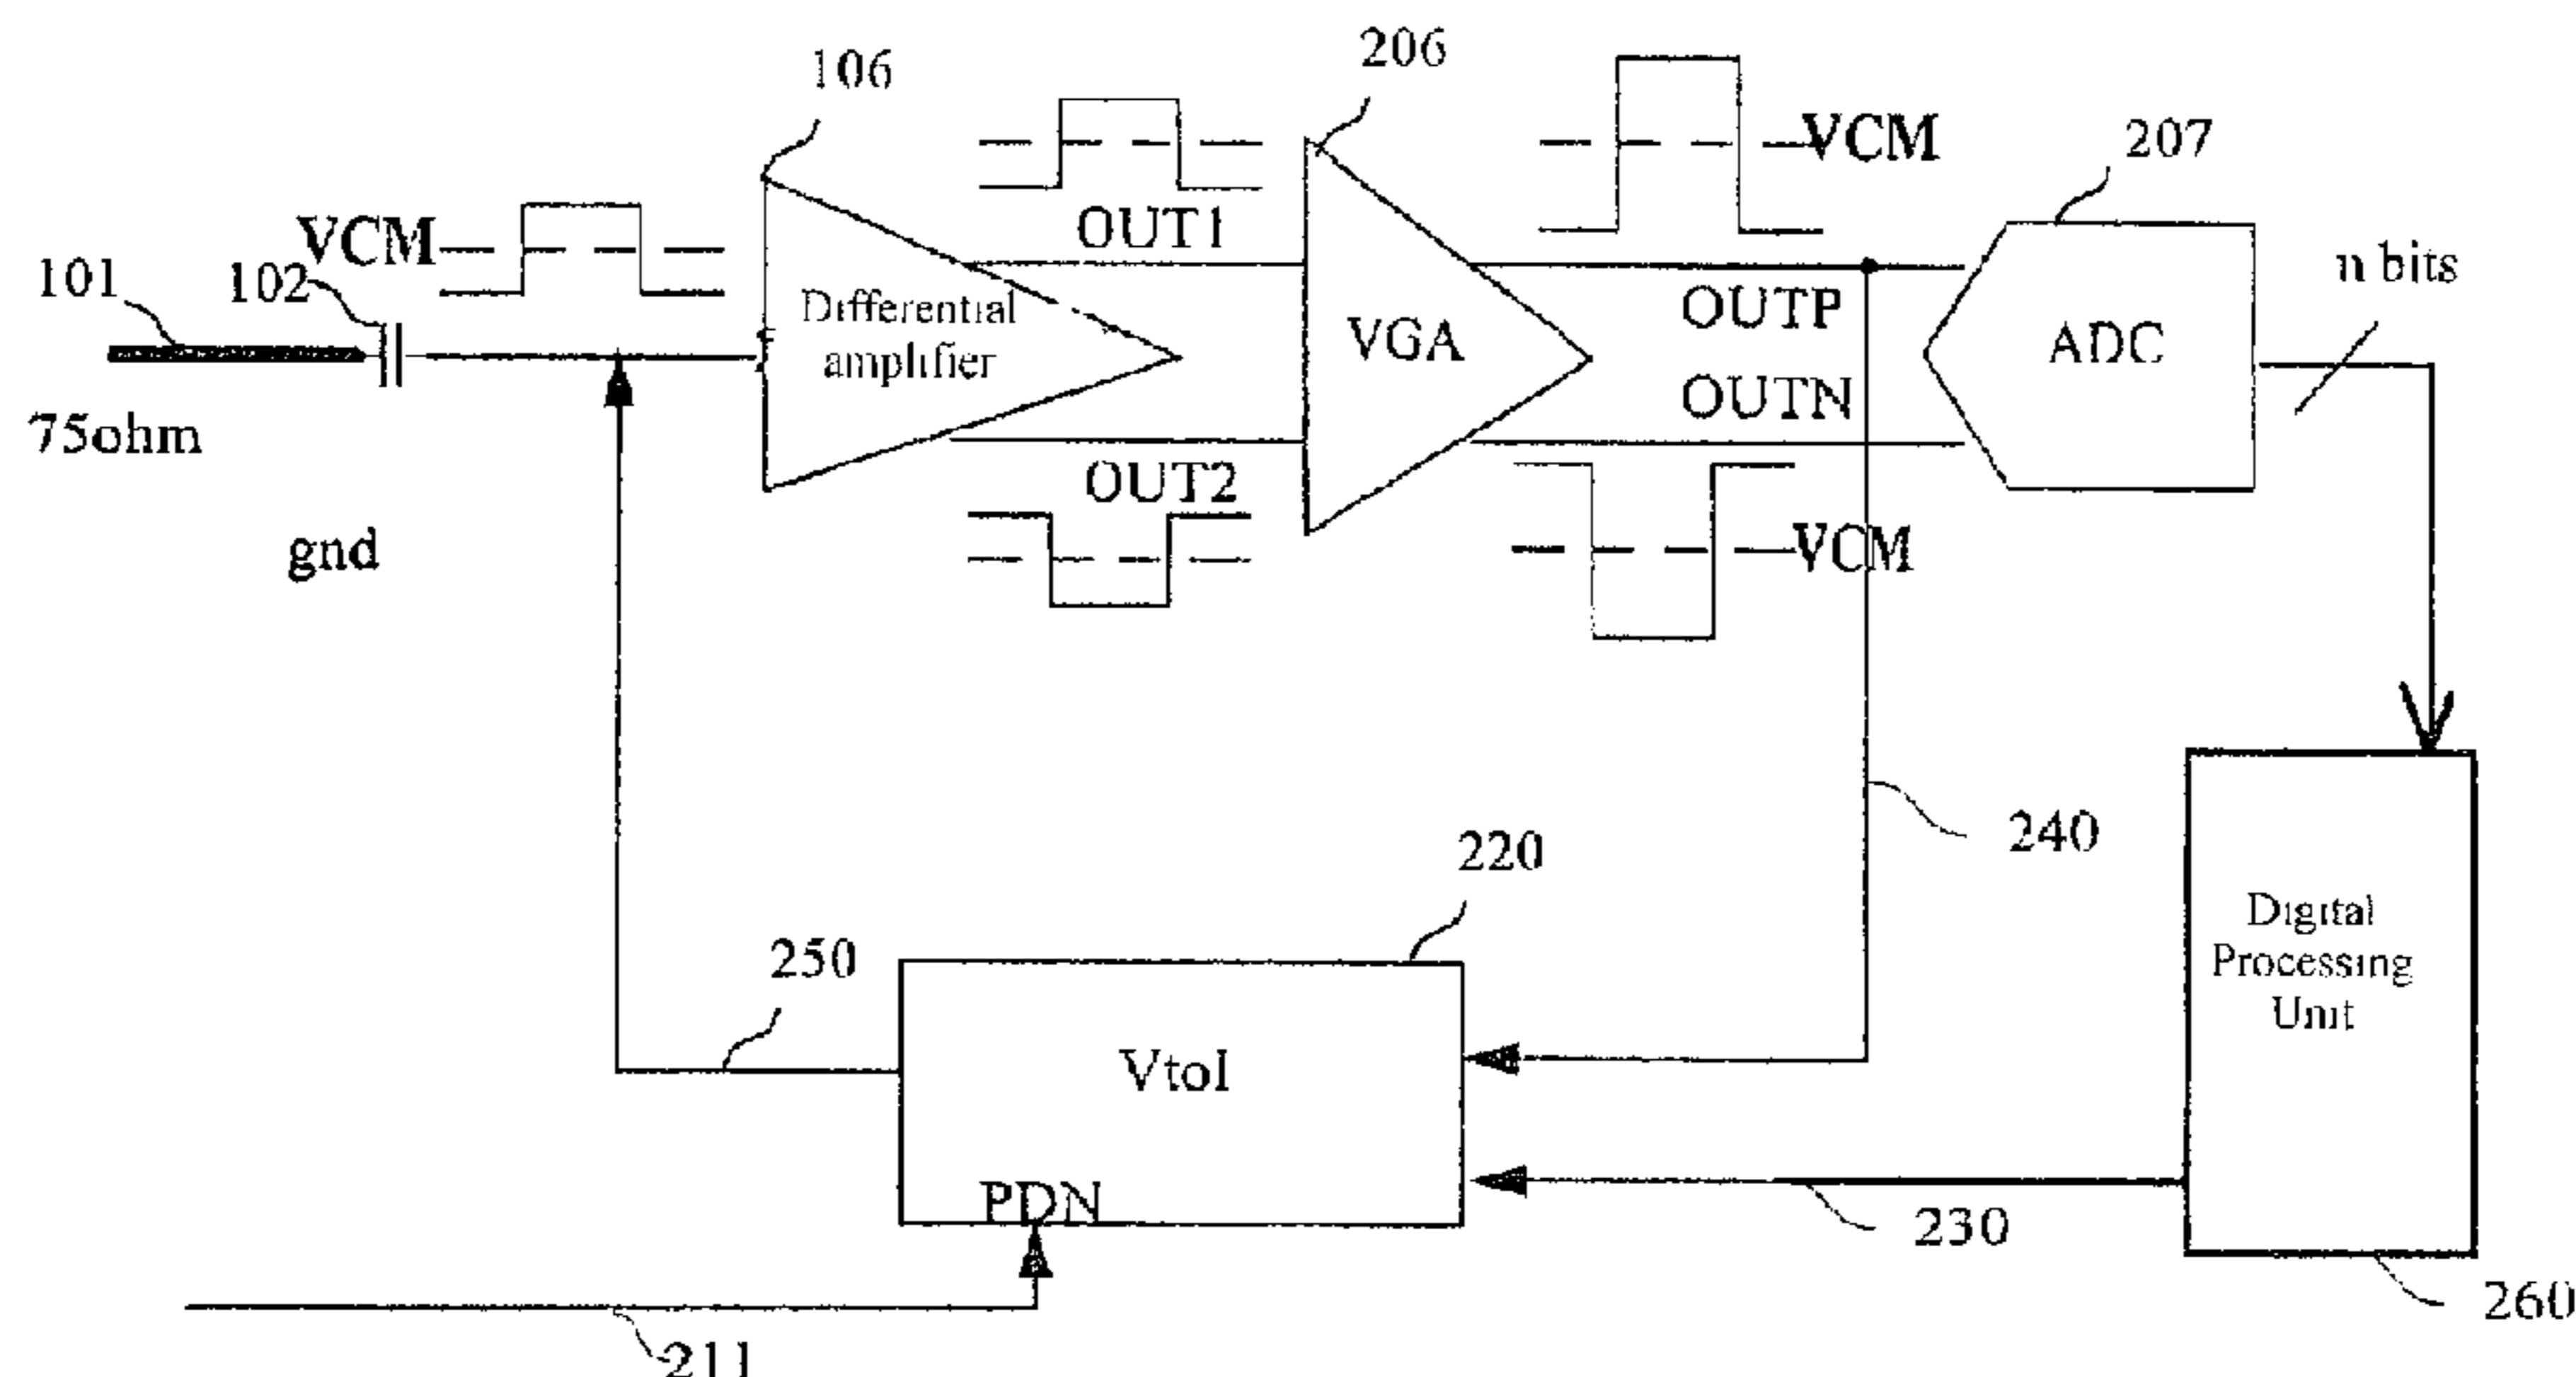 106
206
VCM
207
VCM
101
102
OUT1
n bits
Differential
amplifier
VGA
OUTP
ADC
OUTN
75ohm
OUT2
gnd
VCM
240
220
250
Digital
Processing
Unit
VtoI
PDN
230
260
211